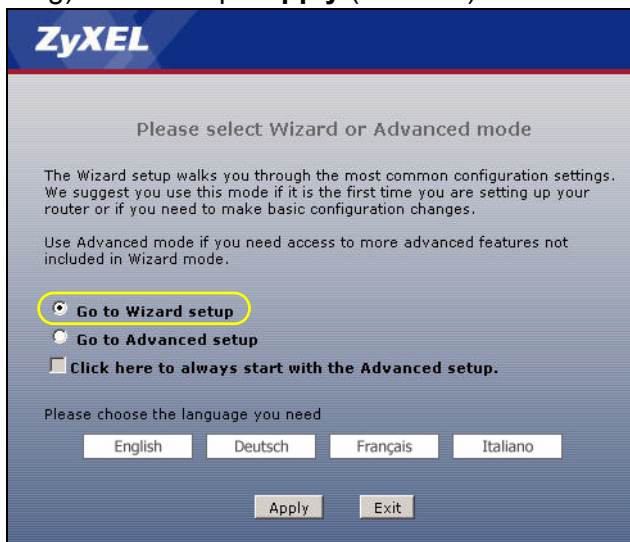 Apply
ZyXEL
Please select Wizard or Advanced mode
The Wizard setup walks you through the most common configuration settings.
We suggest you use this mode if it is the first time you are setting up your
router or if you need to make basic configuration changes.
Use Advanced mode if you need access to more advanced features not
included in Wizard mode.
Go to Wizard setup
Go to Advanced setup
Click here to always start with the Advanced setup.
Please choose the language you need
English Deutsch Français Italiano
Apply Exit